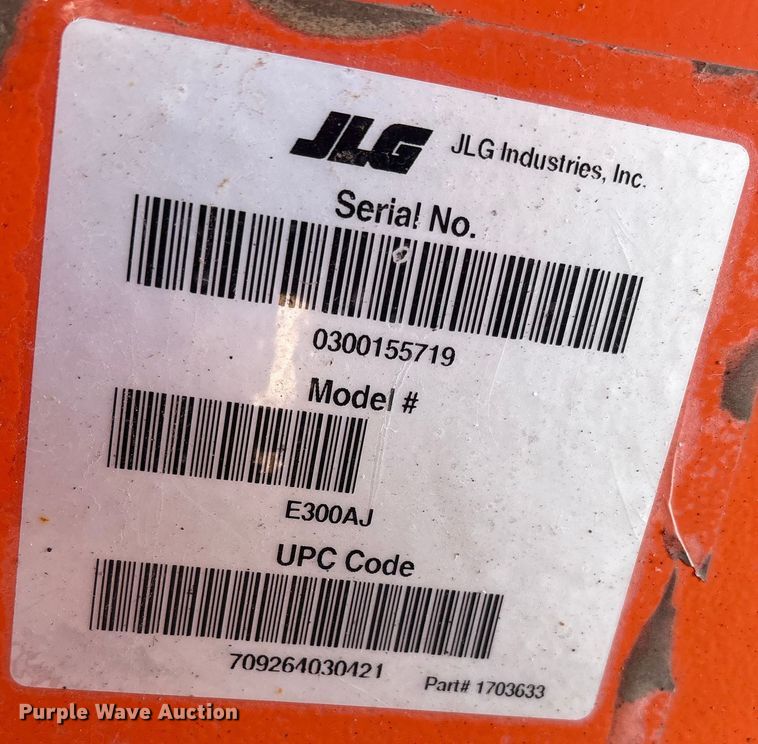 JLG JLG Industries, Inc.
Serial No.
0300155719
Model #
E300AJ
UPC Code
709264030421
Part# 1703633
Purple Wave Auction